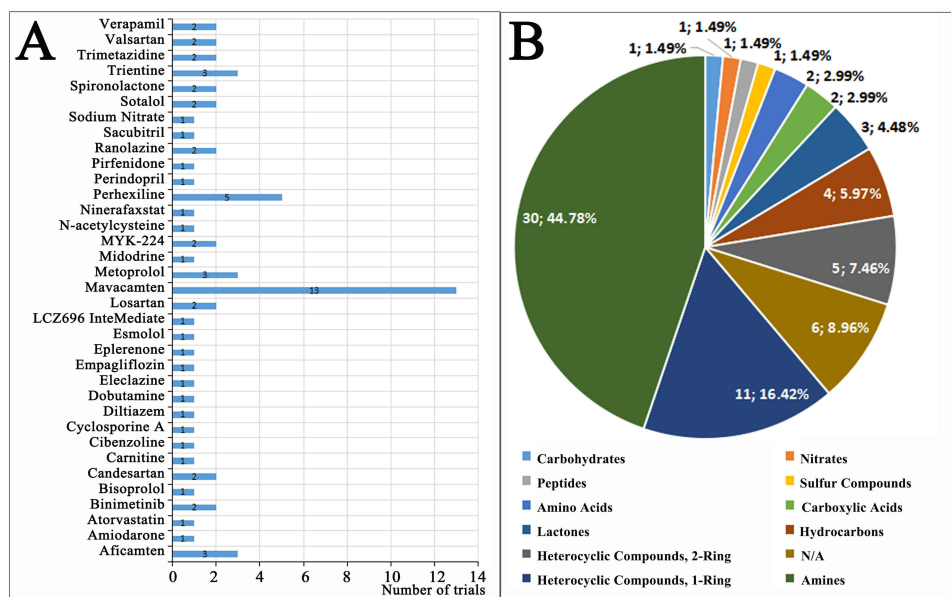 A
Verapamil 2
Valsartan 2
Trimetazidine 2
Trientine 3
Spironolactone 2
Sotalol 2
Sodium Nitrate 1
Sacubitril 1
Ranolazine 2
Pirfenidone 1
Perindopril 1
Perhexiline 5
Ninerafaxstat 1
N-acetylcysteine 1
MYK-224 2
Midodrine 1
Metoprolol 3
Mavacamten 13
Losartan 2
LCZ696 InteMediate 1
Esmolol 1
Eplerenone 1
Empagliflozin 1
Eleclazine 1
Dobutamine 1
Diltiazem 1
Cyclosporine A 1
Cibenzoline 1
Carnitine 1
Candesartan 2
Bisoprolol 1
Binimetinib 2
Atorvastatin 1
Amiodarone 1
Aficamten 3
0 2 4 6 8 10 12 14
Number of trials
B
1; 1.49%
1; 1.49%
1; 1.49%
1; 1.49%
2; 2.99%
2; 2.99%
3; 4.48%
4; 5.97%
5; 7.46%
6; 8.96%
11; 16.42%
30; 44.78%
Carbohydrates
Nitrates
Peptides
Sulfur Compounds
Amino Acids
Carboxylic Acids
Lactones
Hydrocarbons
Heterocyclic Compounds, 2-Ring
N/A
Heterocyclic Compounds, 1-Ring
Amines